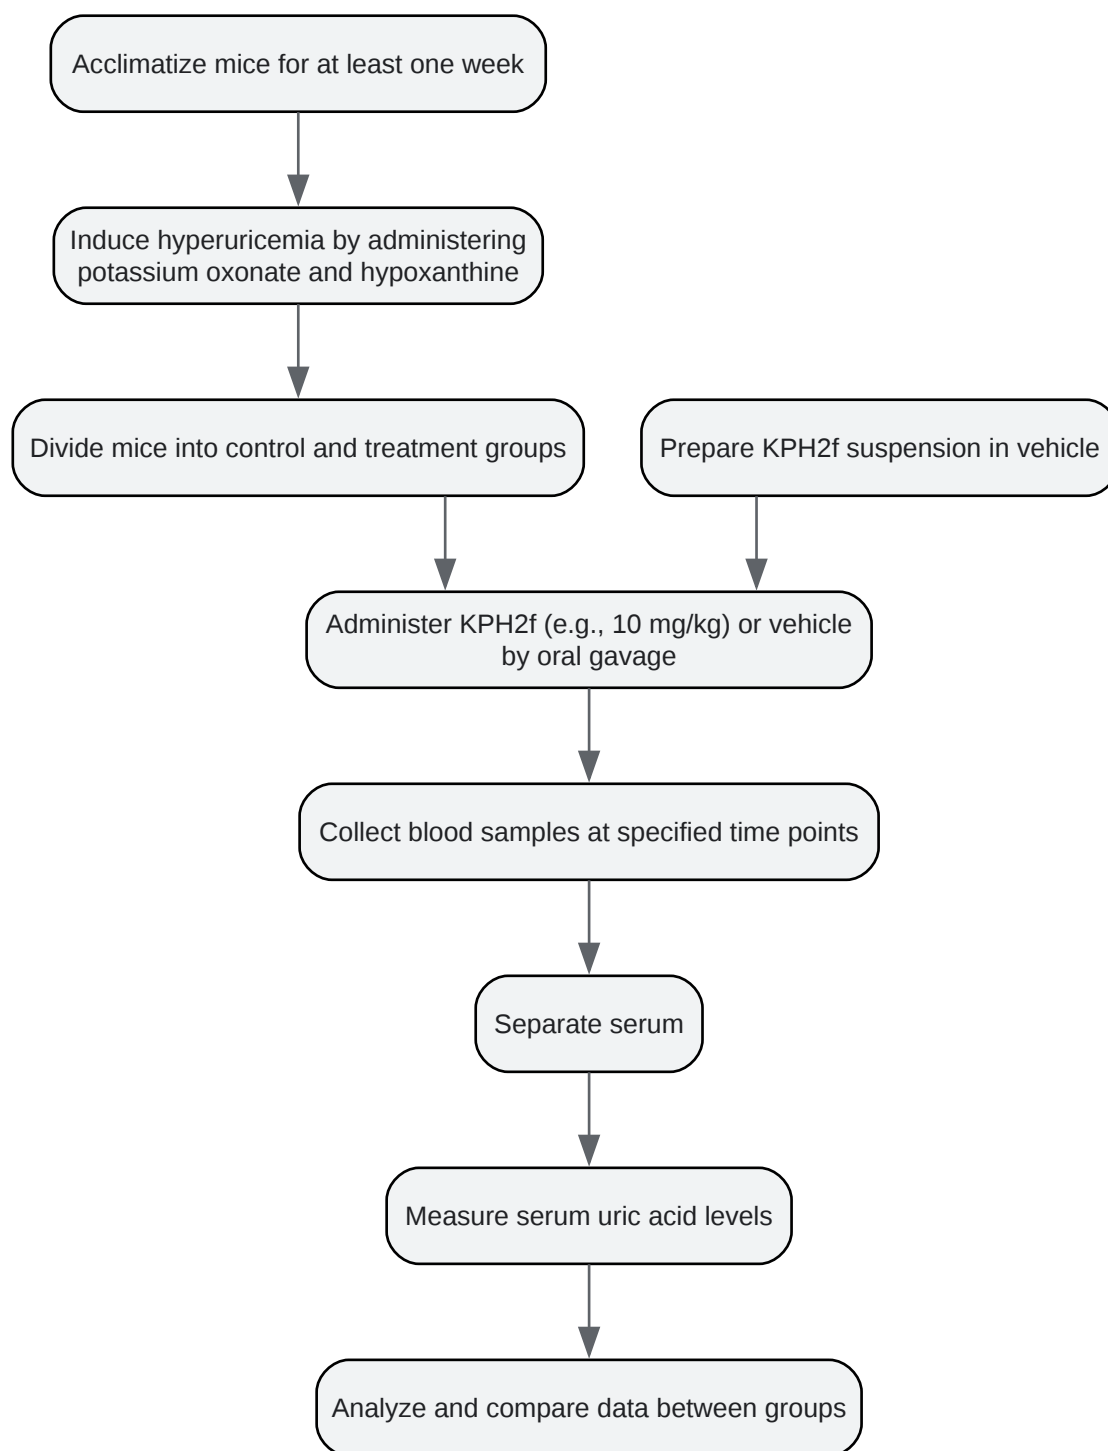 Acclimatize mice for at least one week
Induce hyperuricemia by administering
potassium oxonate and hypoxanthine
Divide mice into control and treatment groups
Prepare KPH2f suspension in vehicle
Administer KPH2f (e.g., 10 mg/kg) or vehicle
by oral gavage
Collect blood samples at specified time points
Separate serum
Measure serum uric acid levels
Analyze and compare data between groups